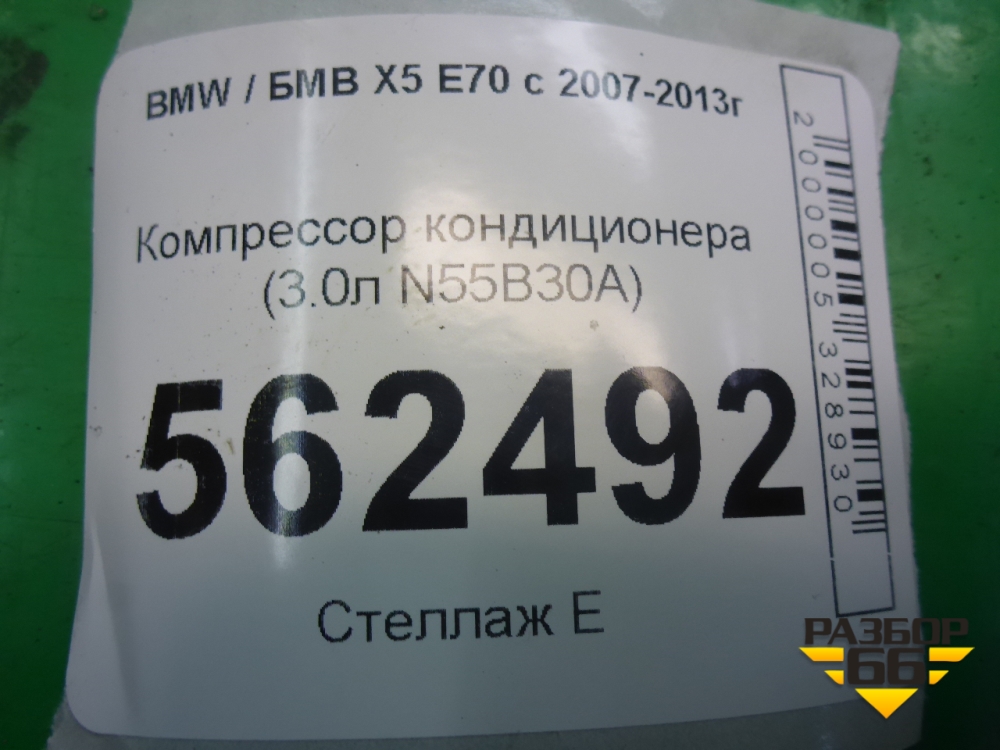 BMW / БМВ X5 E70 с 2007-2013г
Компрессор кондиционера
(3.0л N55B30A)
562492
Стеллаж Е
2000005328930
РАЗБОР
66